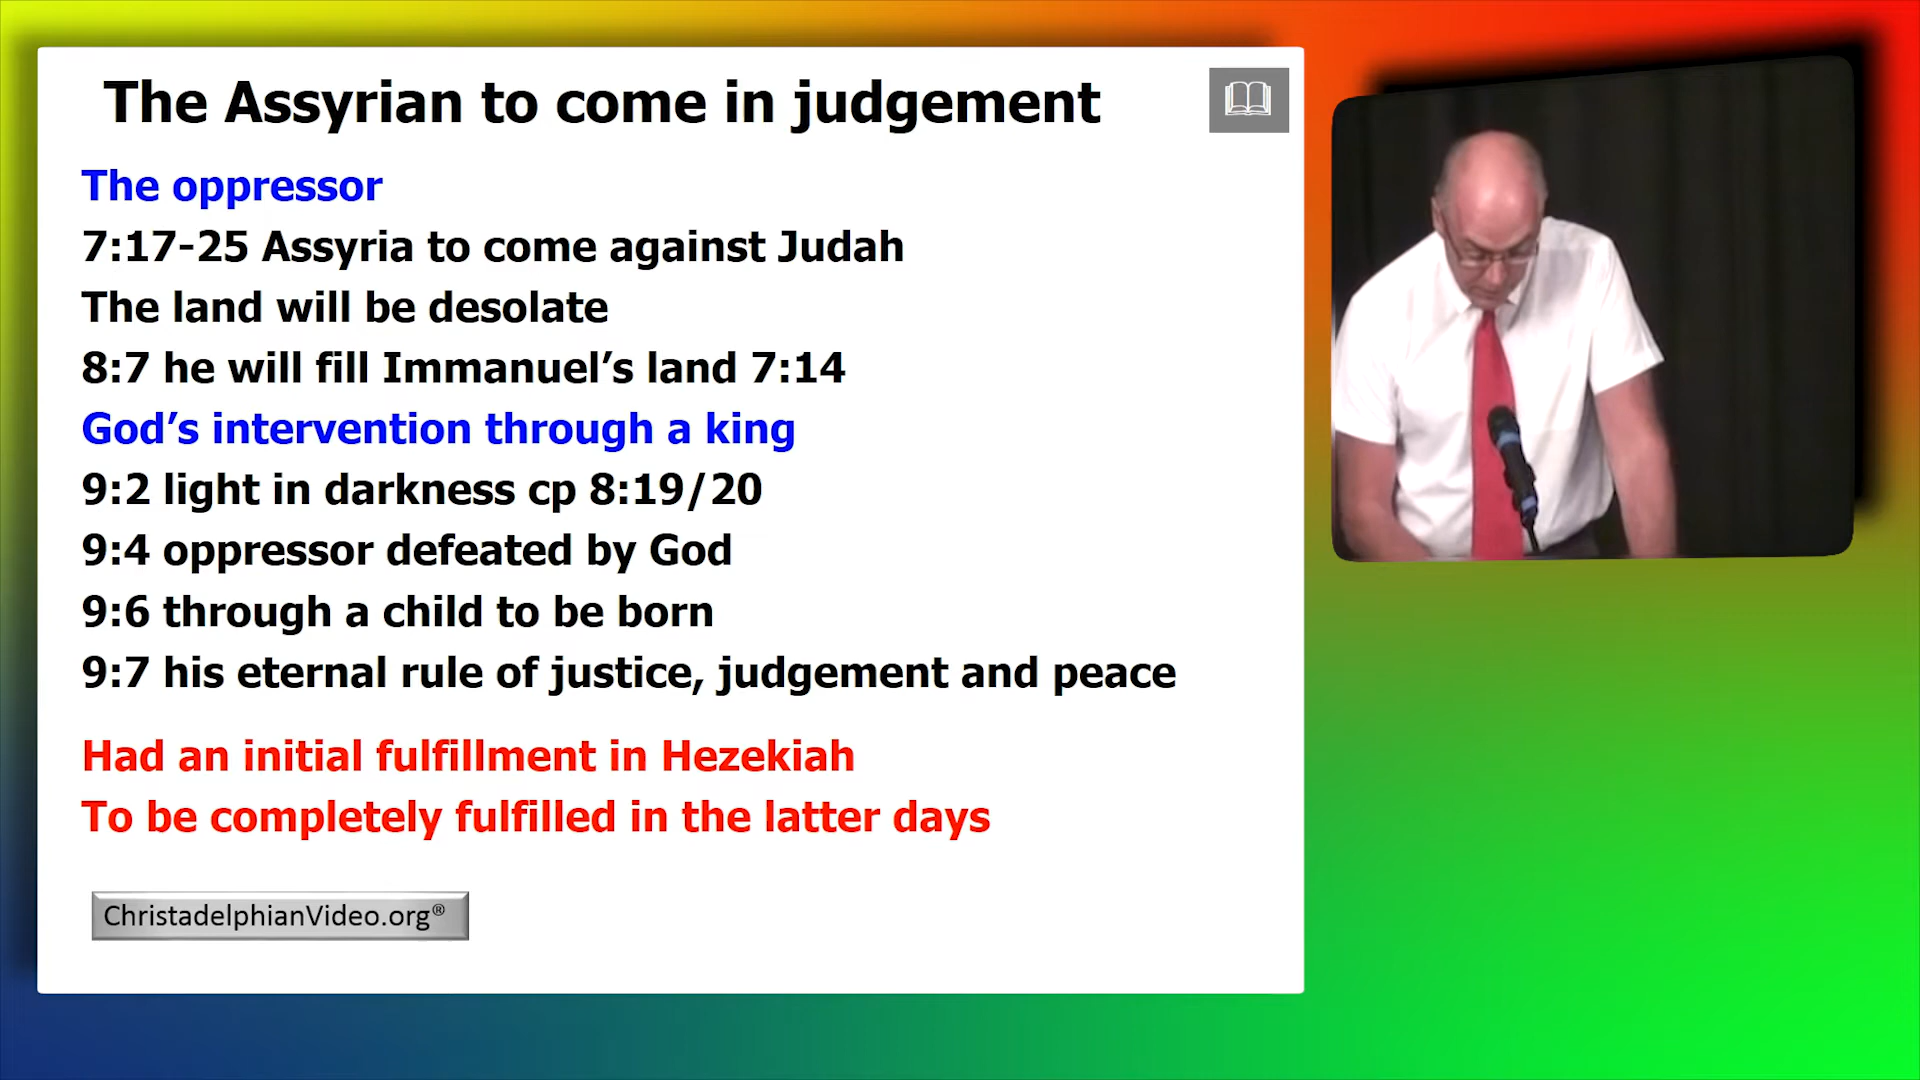 The Assyrian to come in judgement
The oppressor
7:17-25 Assyria to come against Judah
The land will be desolate
8:7 he will fill Immanuel’s land 7:14
God’s intervention through a king
9:2 light in darkness cp 8:19/20
9:4 oppressor defeated by God
9:6 through a child to be born
9:7 his eternal rule of justice, judgement and peace
Had an initial fulfillment in Hezekiah
To be completely fulfilled in the latter days
ChristadelphianVideo.org®